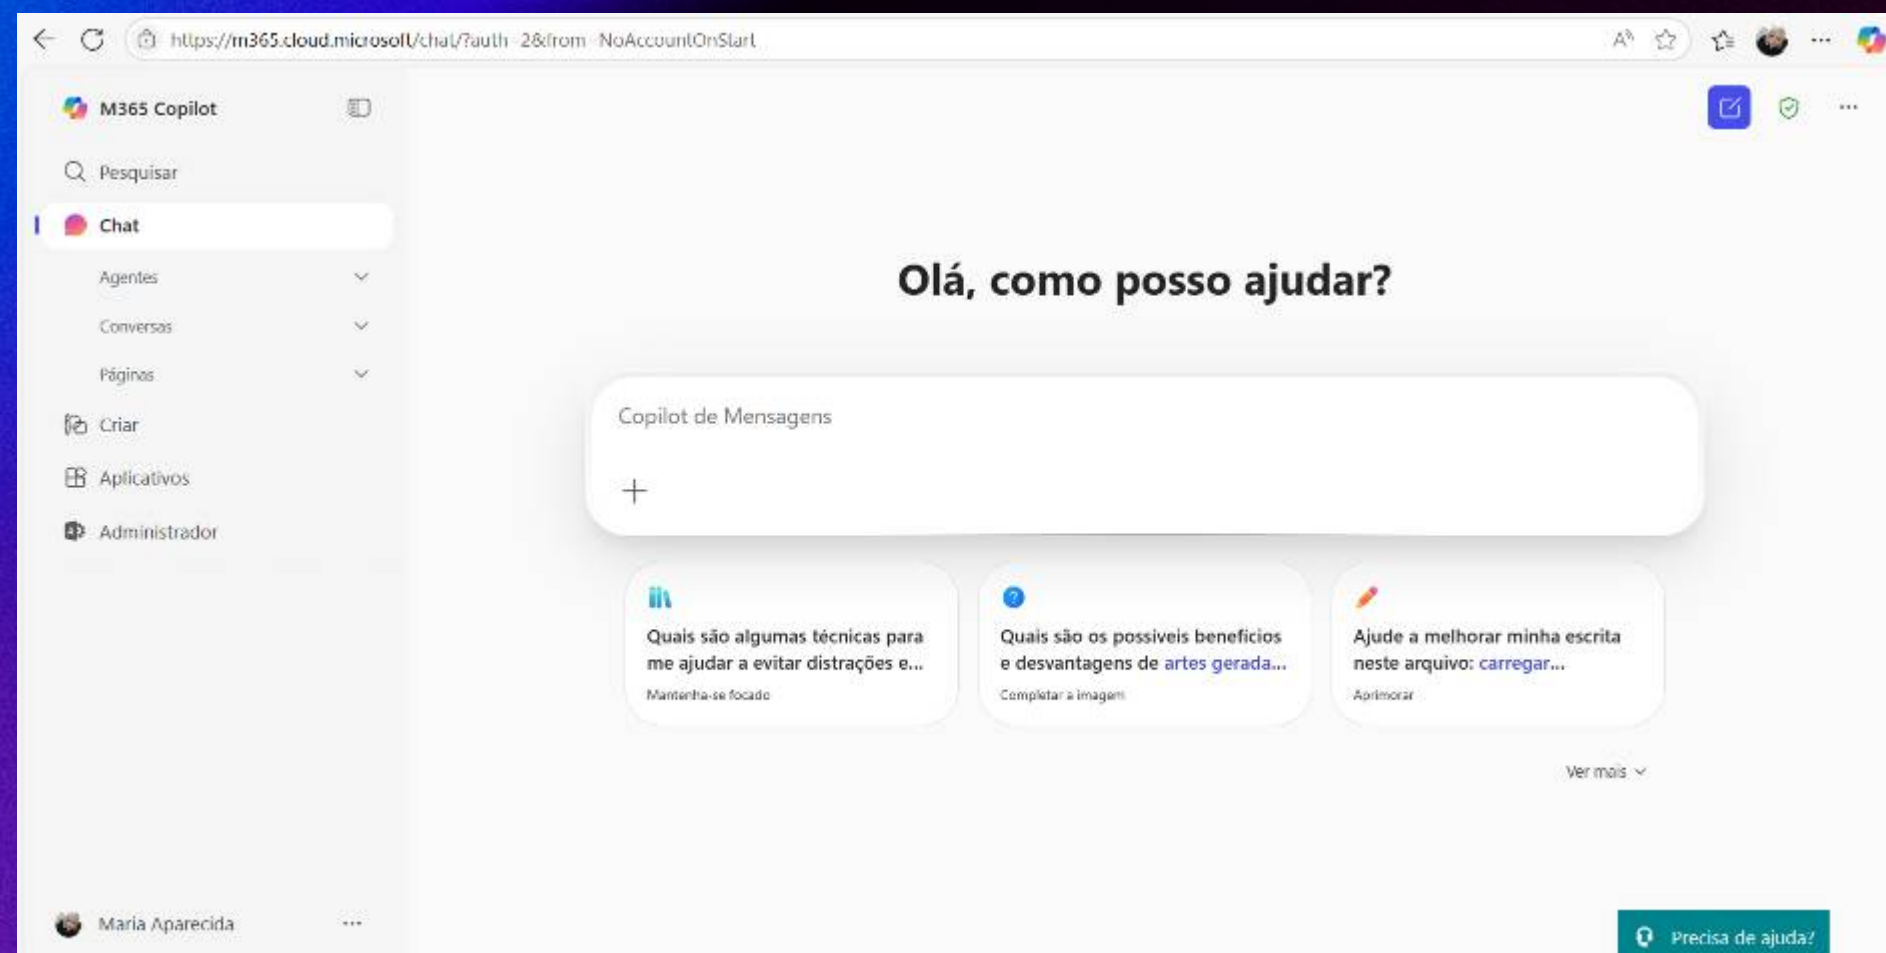 https://m365.cloud.microsoft/chat/?auth=2&from=NoAccountOnStart
M365 Copilot
Pesquisar
Chat
Agentes
Conversas
Páginas
Criar
Aplicativos
Administrador
Maria Aparecida
Olá, como posso ajudar?
Copilot de Mensagens
Quais são algumas técnicas para
me ajudar a evitar distrações e...
Mantenha-se focado
Quais são os possíveis benefícios
e desvantagens de artes gerada...
Completar a imagem
Ajude a melhorar minha escrita
neste arquivo: carregar...
Aprimorar
Ver mais
Precisa de ajuda?